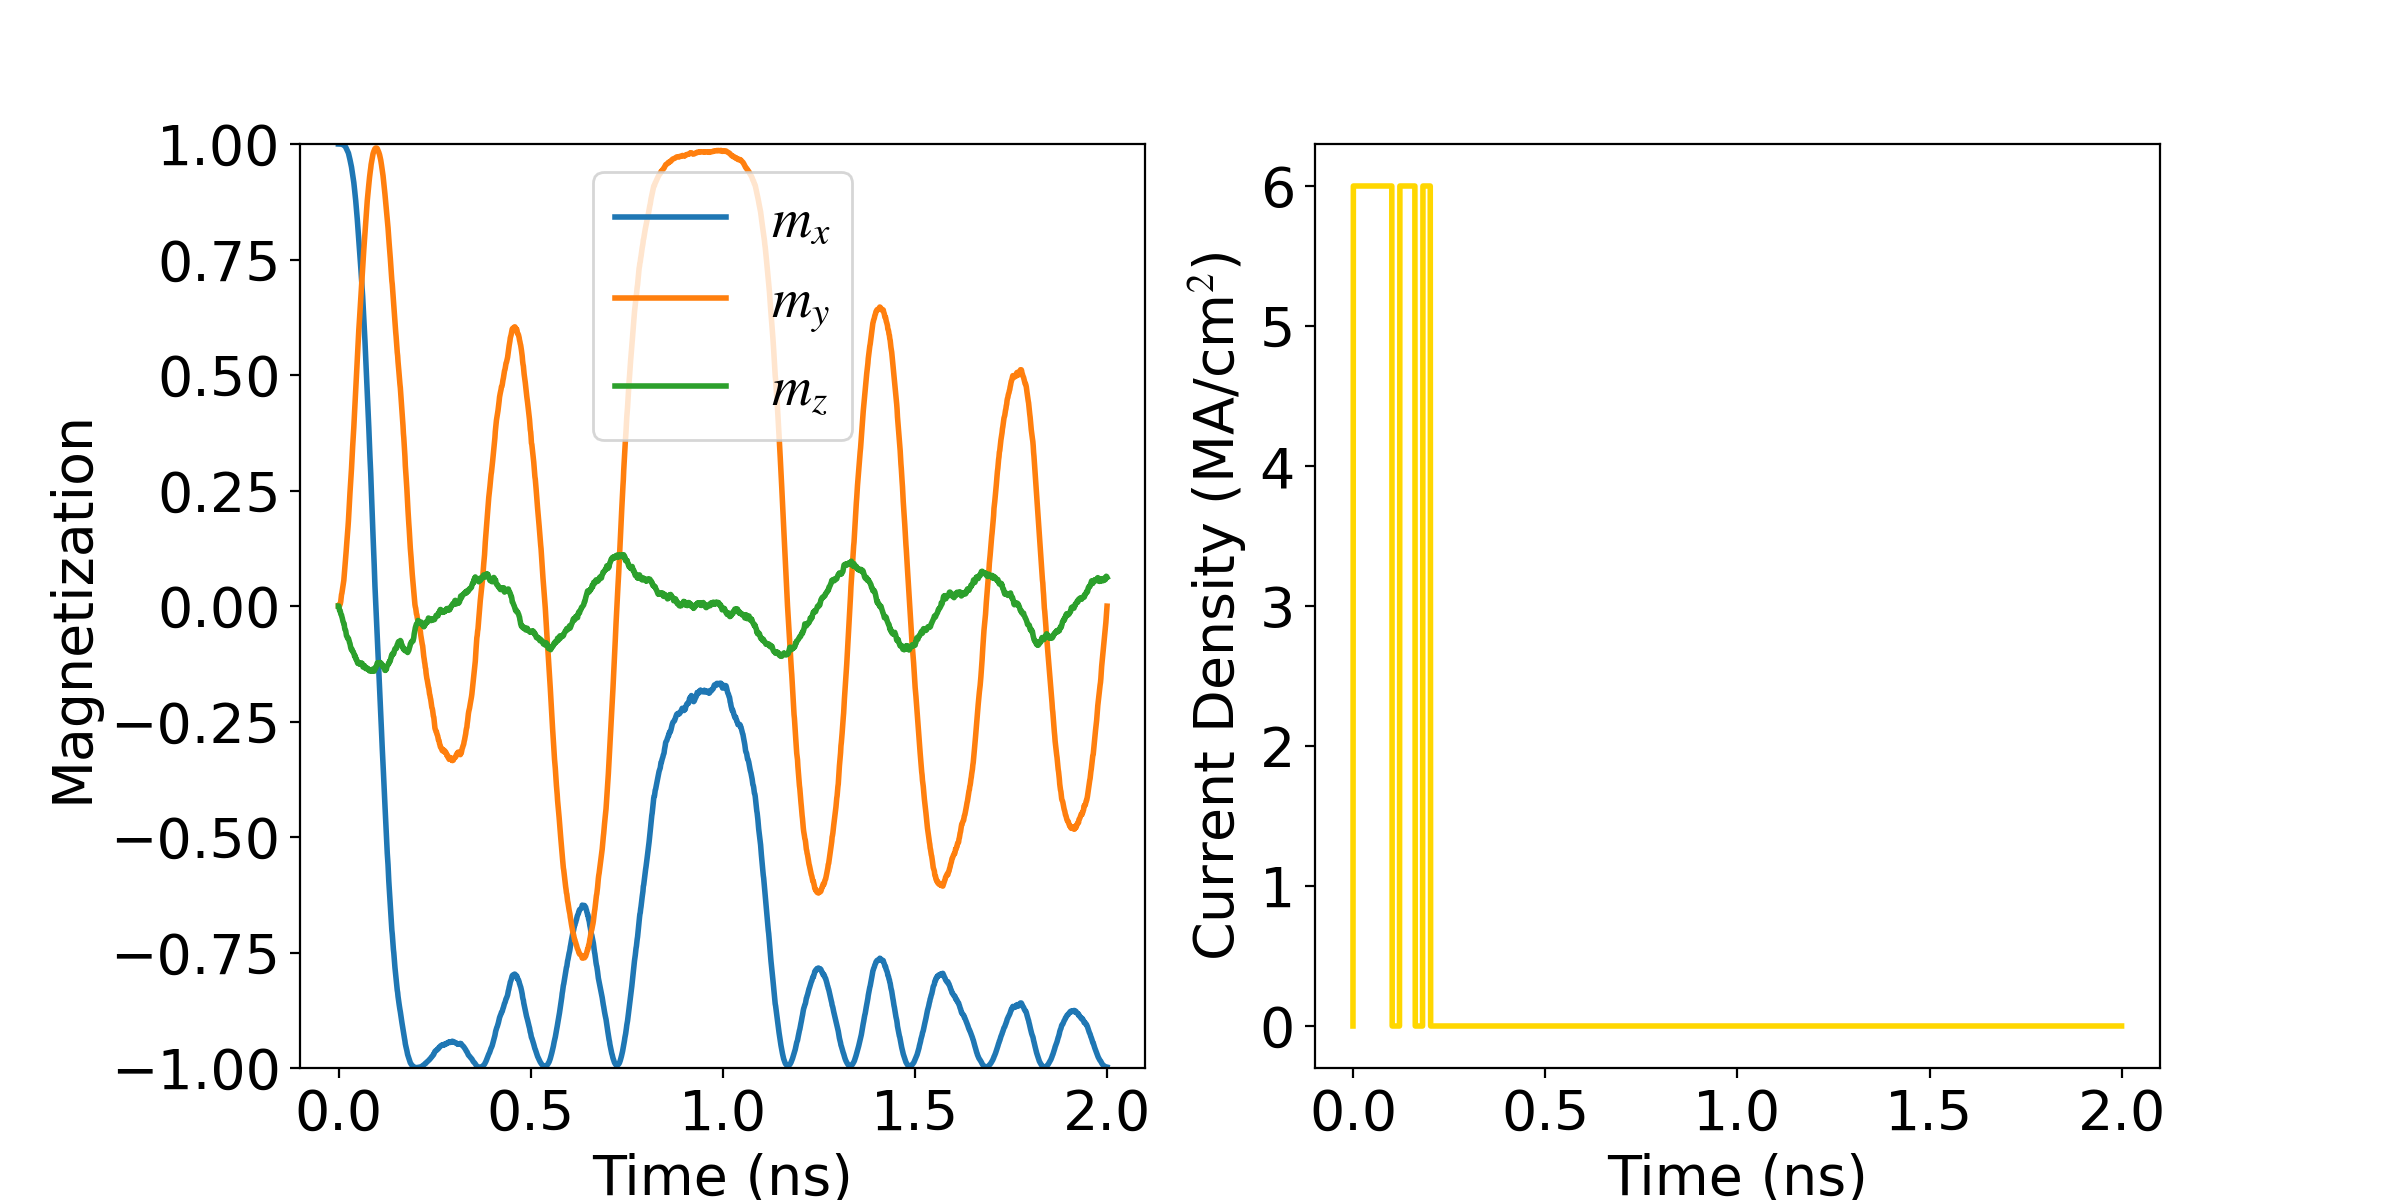 1.00
0.75
0.50
0.25
0.00
−0.25
−0.50
−0.75
−1.00
Magnetization
0.0 0.5 1.0 1.5 2.0
Time (ns)
m_x
m_y
m_z
6
5
4
3
2
1
0
Current Density (MA/cm²)
0.0 0.5 1.0 1.5 2.0
Time (ns)